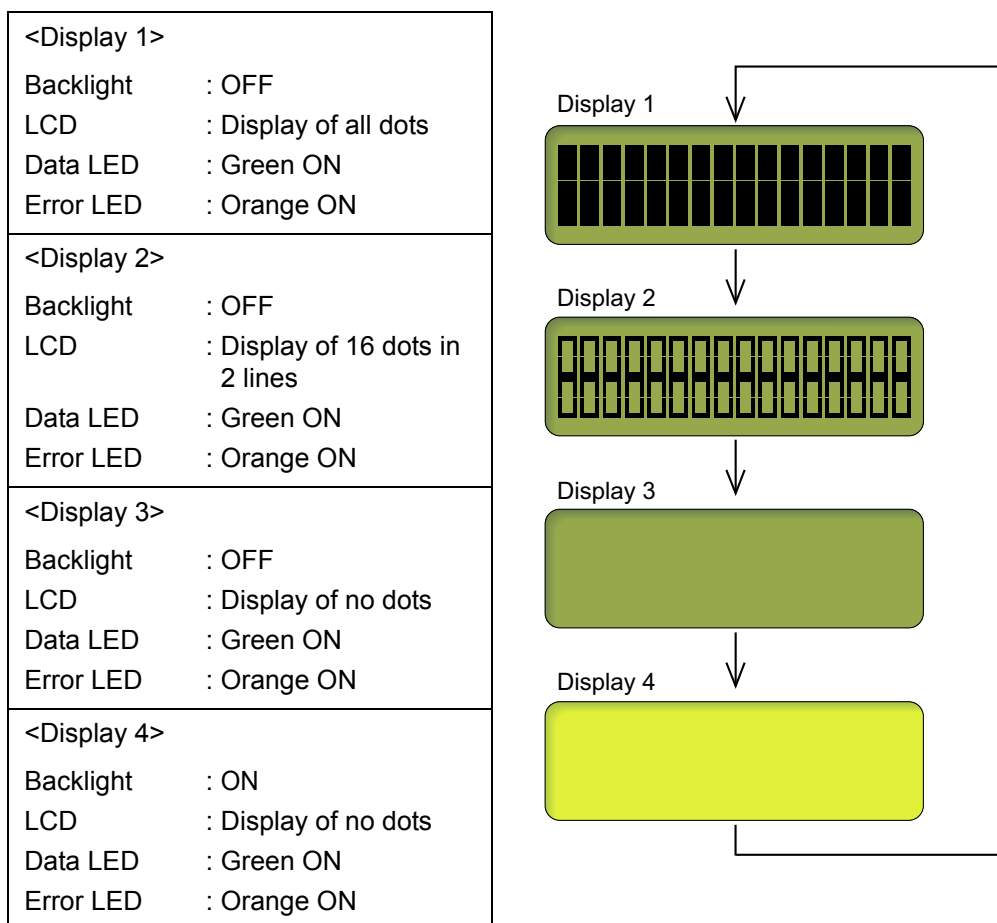 <Display 1>
Backlight : OFF
LCD : Display of all dots
Data LED : Green ON
Error LED : Orange ON
<Display 2>
Backlight : OFF
LCD : Display of 16 dots in
2 lines
Data LED : Green ON
Error LED : Orange ON
<Display 3>
Backlight : OFF
LCD : Display of no dots
Data LED : Green ON
Error LED : Orange ON
<Display 4>
Backlight : ON
LCD : Display of no dots
Data LED : Green ON
Error LED : Orange ON
Display 1
Display 2
Display 3
Display 4